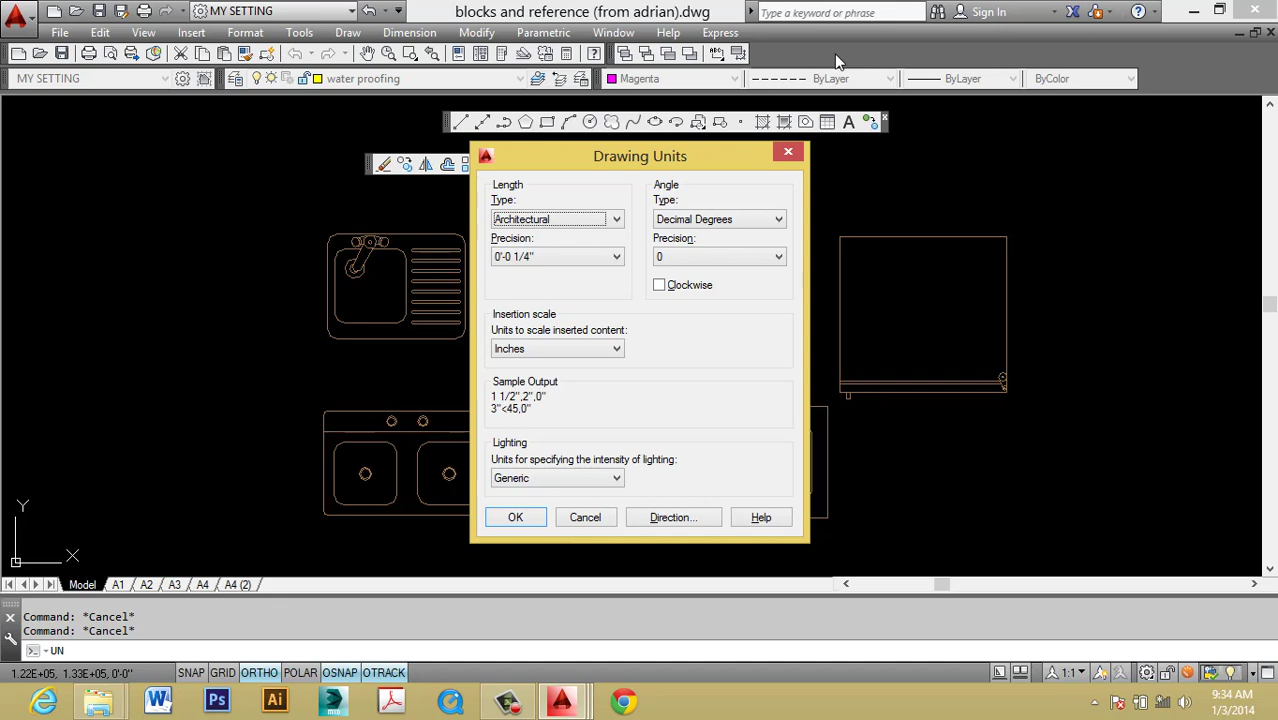 MY SETTING
blocks and reference (from adrian).dwg
Type a keyword or phrase
Sign In
File Edit View Insert Format Tools Draw Dimension Modify Parametric Window Help Express
MY SETTING
water proofing
Magenta
ByLayer
ByLayer
ByColor
Drawing Units
Length
Type:
Architectural
Precision:
0'-0 1/4"
Angle
Type:
Decimal Degrees
Precision:
0
Clockwise
Insertion scale
Units to scale inserted content:
Inches
Sample Output
1 1/2",2",0"
3"<45,0"
Lighting
Units for specifying the intensity of lighting:
Generic
OK Cancel Direction... Help
Y
X
Model A1 A2 A3 A4 A4 (2)
Command: *Cancel*
Command: *Cancel*
UN
1.22E+05, 1.33E+05, 0'-0" SNAP GRID ORTHO POLAR OSNAP OTRACK 1:1
W Ps Ai
9:34 AM
1/3/2014